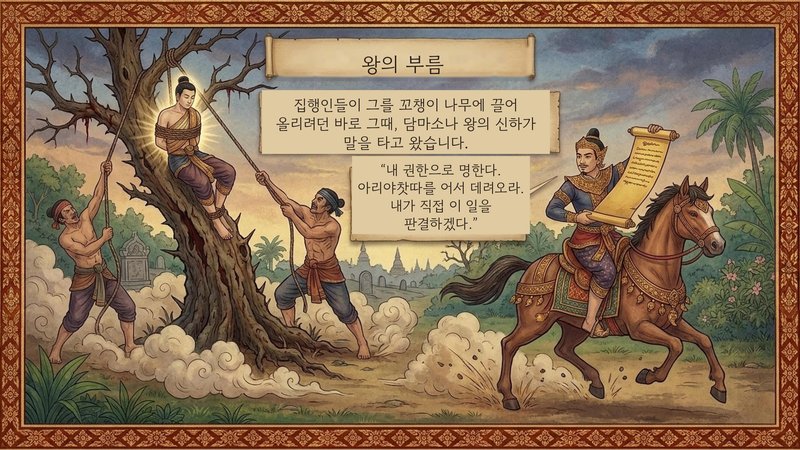 왕의 부름
집행인들이 그를 꼬챙이 나무에 끌어
올리려던 바로 그때, 담마소나 왕의 신하가
말을 타고 왔습니다.
“내 권한으로 명한다.
아리야찻따를 어서 데려오라.
내가 직접 이 일을
판결하겠다.”